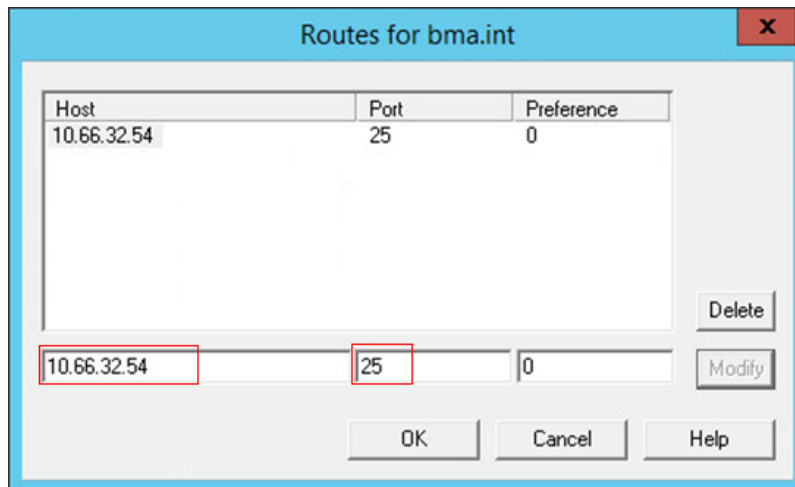 Routes for bma.int
x
Host Port Preference
10.66.32.54 25 0
Delete
10.66.32.54 25 0 Modify
OK Cancel Help